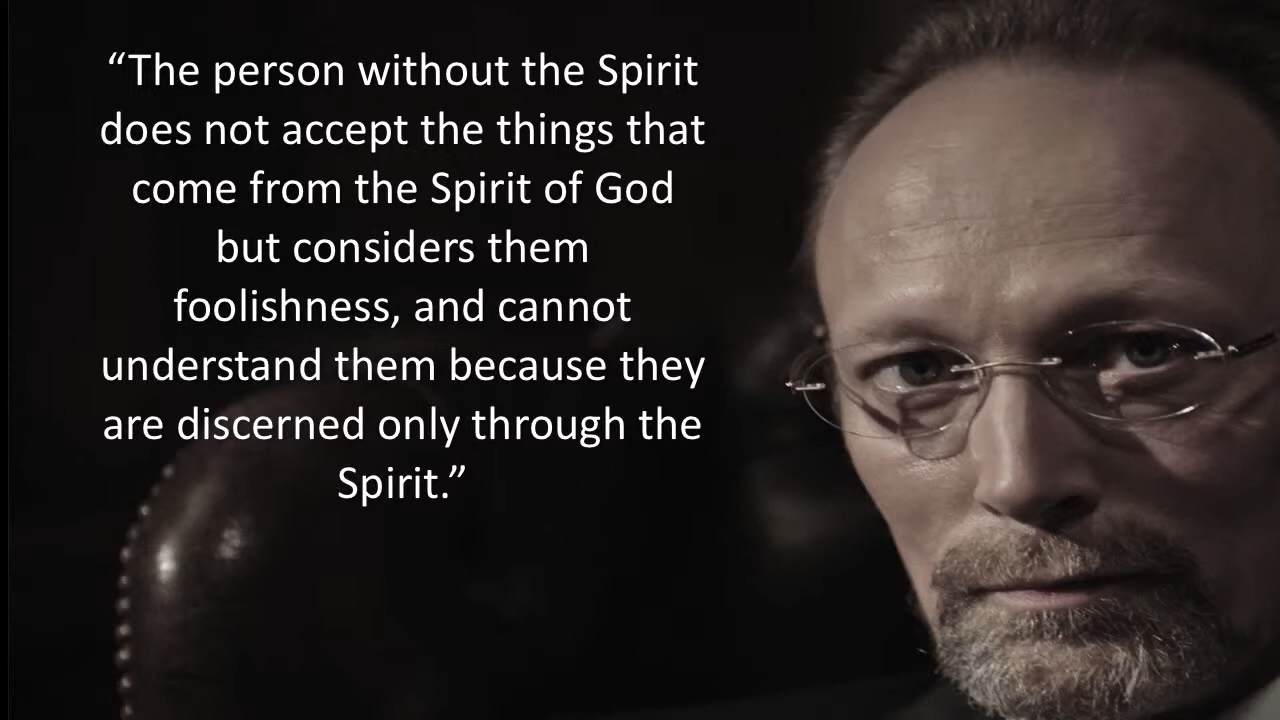 “The person without the Spirit
does not accept the things that
come from the Spirit of God
but considers them
foolishness, and cannot
understand them because they
are discerned only through the
Spirit.”